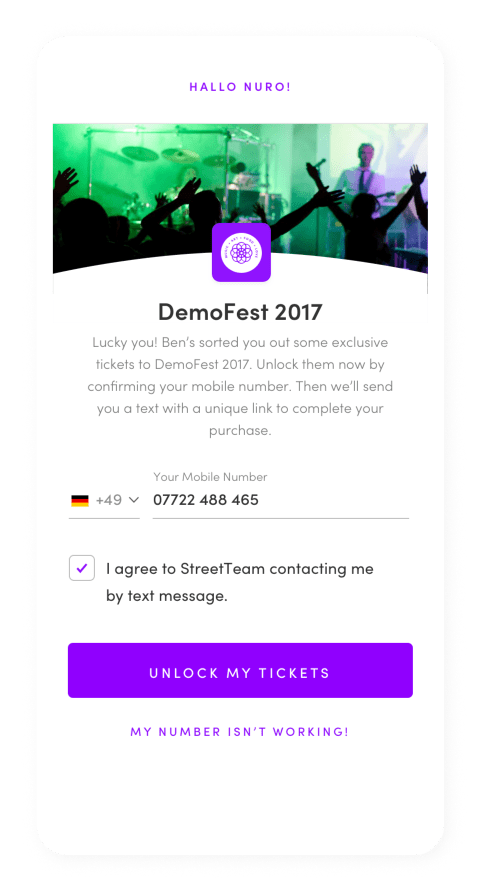 HALLO NURO!
DemoFest 2017
Lucky you! Ben’s sorted you out some exclusive
tickets to DemoFest 2017. Unlock them now by
confirming your mobile number. Then we’ll send
you a text with a unique link to complete your
purchase.
Your Mobile Number
+49
07722 488 465
I agree to StreetTeam contacting me
by text message.
UNLOCK MY TICKETS
MY NUMBER ISN’T WORKING!